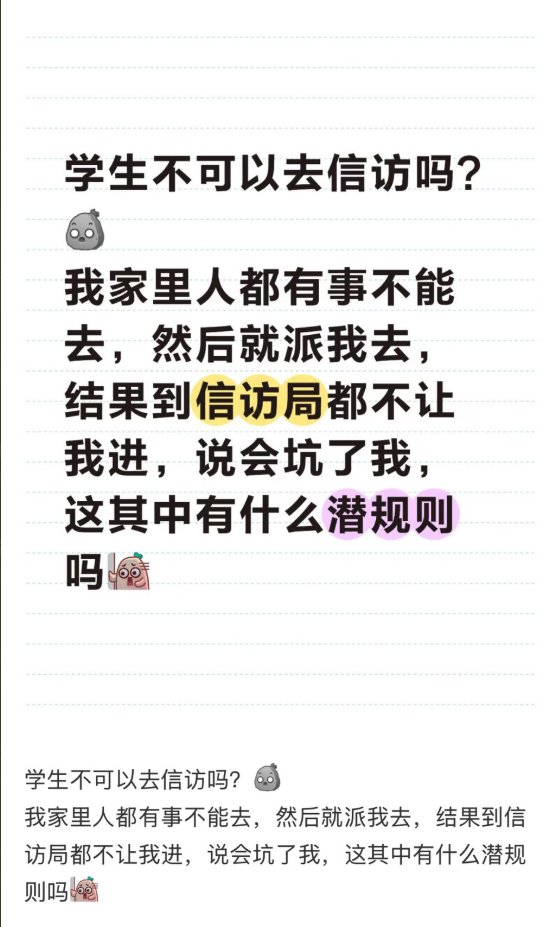 学生不可以去信访吗？
我家里人都有事不能
去，然后就派我去，
结果到信访局都不让
我进，说会坑了我，
这其中有什么潜规则
吗
学生不可以去信访吗？
我家里人都有事不能去，然后就派我去，结果到信
访局都不让我进，说会坑了我，这其中有什么潜规
则吗